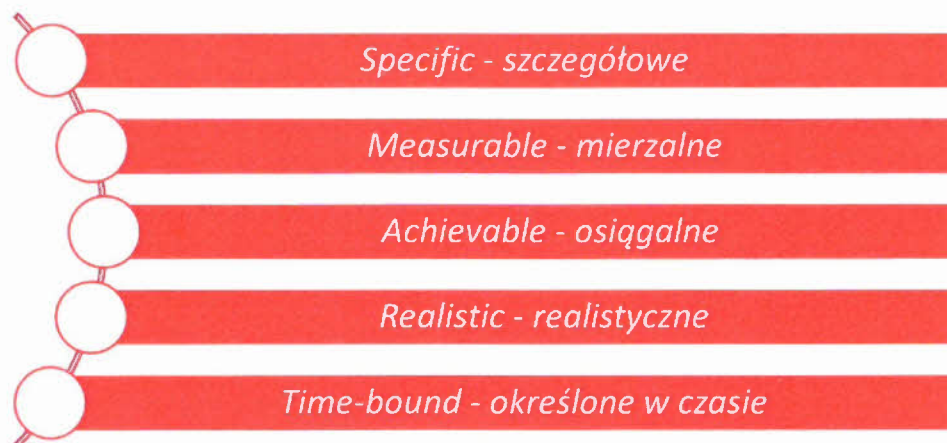 Specific - szczegółowe
Measurable - mierzalne
Achievable - osiągalne
Realistic - realistyczne
Time-bound - określone w czasie